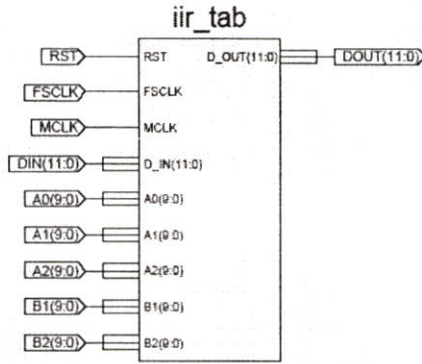 iir_tab
RST RST D_OUT(11:0) DOUT(11:0)
FSCLK FSCLK
MCLK MCLK
DIN(11:0) D_IN(11:0)
A0(9:0) A0(9:0)
A1(9:0) A1(9:0)
A2(9:0) A2(9:0)
B1(9:0) B1(9:0)
B2(9:0) B2(9:0)